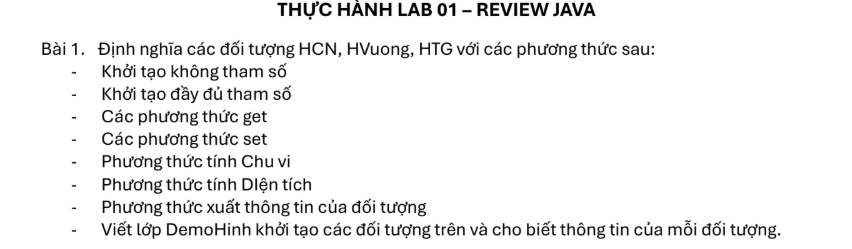 THỰC HÀNH LAB 01 – REVIEW JAVA
Bài 1. Định nghĩa các đối tượng HCN, HVuong, HTG với các phương thức sau:
- Khởi tạo không tham số
- Khởi tạo đầy đủ tham số
- Các phương thức get
- Các phương thức set
- Phương thức tính Chu vi
- Phương thức tính DIện tích
- Phương thức xuất thông tin của đối tượng
- Viết lớp DemoHinh khởi tạo các đối tượng trên và cho biết thông tin của mỗi đối tượng.